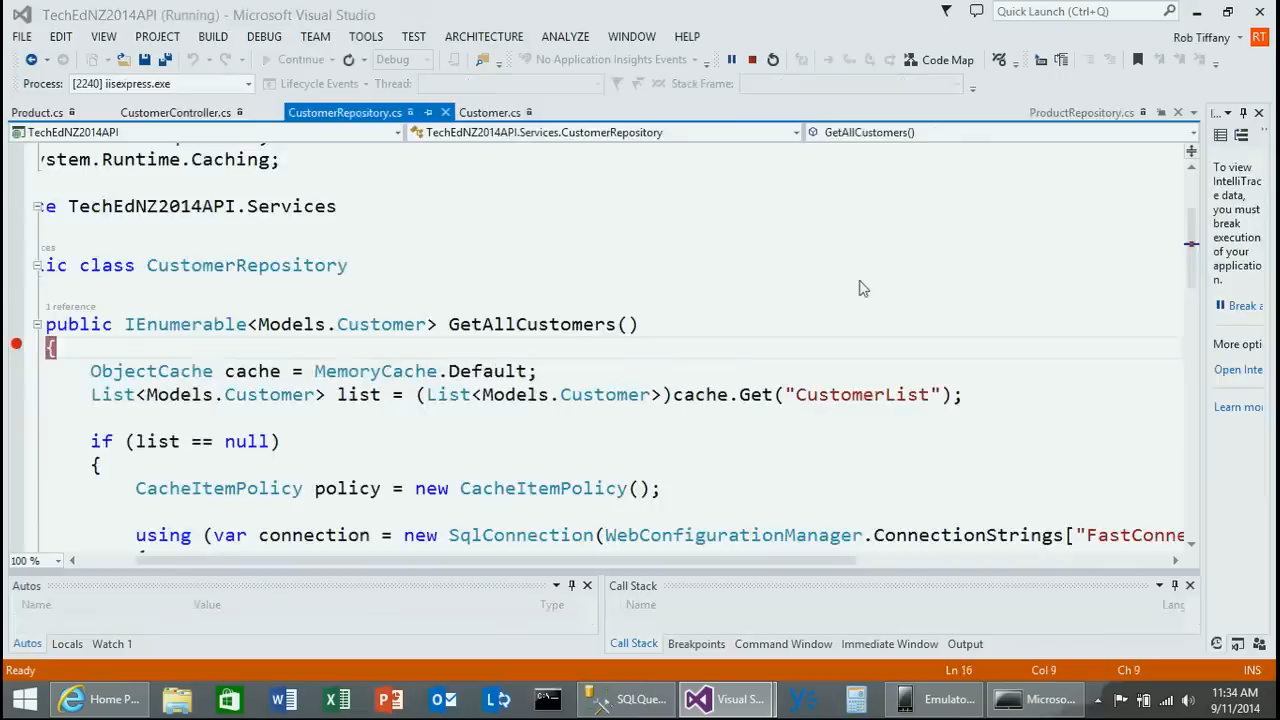 TechEdNZ2014API (Running) - Microsoft Visual Studio
Quick Launch (Ctrl+Q)
FILE EDIT VIEW PROJECT BUILD DEBUG TEAM TOOLS TEST ARCHITECTURE ANALYZE WINDOW HELP
Rob Tiffany RT
Continue Debug No Application Insights Events Code Map
Process: [2240] iisexpress.exe Lifecycle Events Thread: Stack Frame:
Product.cs CustomerController.cs CustomerRepository.cs Customer.cs ProductRepository.cs I...
TechEdNZ2014API TechEdNZ2014API.Services.CustomerRepository GetAllCustomers()
ystem.Runtime.Caching;
e TechEdNZ2014API.Services
ces
ic class CustomerRepository
1 reference
public IEnumerable<Models.Customer> GetAllCustomers()
{
ObjectCache cache = MemoryCache.Default;
List<Models.Customer> list = (List<Models.Customer>)cache.Get("CustomerList");
if (list == null)
{
CacheItemPolicy policy = new CacheItemPolicy();
using (var connection = new SqlConnection(WebConfigurationManager.ConnectionStrings["FastConne
100 %
To view
IntelliTrac
e data,
you must
break
execution
of your
applicatio
n.
Break a
More opti
Open Inte
Learn mor
Autos
Name Value Type
Autos Locals Watch 1
Call Stack
Name Lang
Call Stack Breakpoints Command Window Immediate Window Output
Ready Ln 16 Col 9 Ch 9 INS
Home P... SQLQue... Visual S... Emulato... Microso...
11:34 AM
9/11/2014